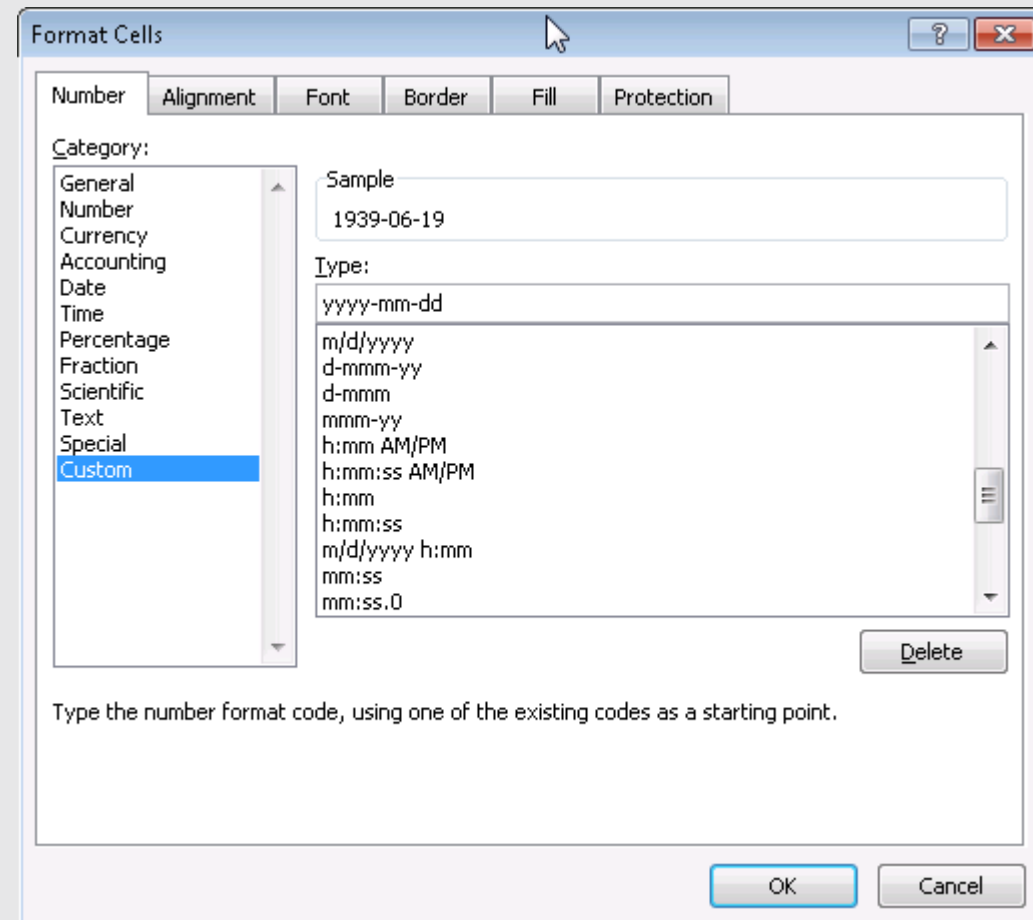 Format Cells
Number Alignment Font Border Fill Protection
Category:
General
Number
Currency
Accounting
Date
Time
Percentage
Fraction
Scientific
Text
Special
Custom
Sample
1939-06-19
Type:
yyyy-mm-dd
m/d/yyyy
d-mmm-yy
d-mmm
mmm-yy
h:mm AM/PM
h:mm:ss AM/PM
h:mm
h:mm:ss
m/d/yyyy h:mm
mm:ss
mm:ss.0
Delete
Type the number format code, using one of the existing codes as a starting point.
OK Cancel